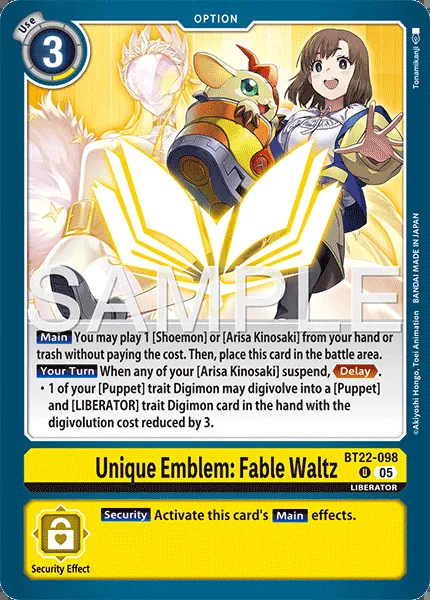 OPTION
Use
3
Tonamikanji
SAMPLE
Main You may play 1 [Shoemon] or [Arisa Kinosaki] from your hand or
trash without paying the cost. Then, place this card in the battle area.
Your Turn When any of your [Arisa Kinosaki] suspend, Delay.
・1 of your [Puppet] trait Digimon may digivolve into a [Puppet]
and [LIBERATOR] trait Digimon card in the hand with the
digivolution cost reduced by 3.
©Akiyoshi Hongo, Toei Animation BANDAI MADE IN JAPAN
Unique Emblem: Fable Waltz
BT22-098
U 05
LIBERATOR
Security Activate this card's Main effects.
Security Effect